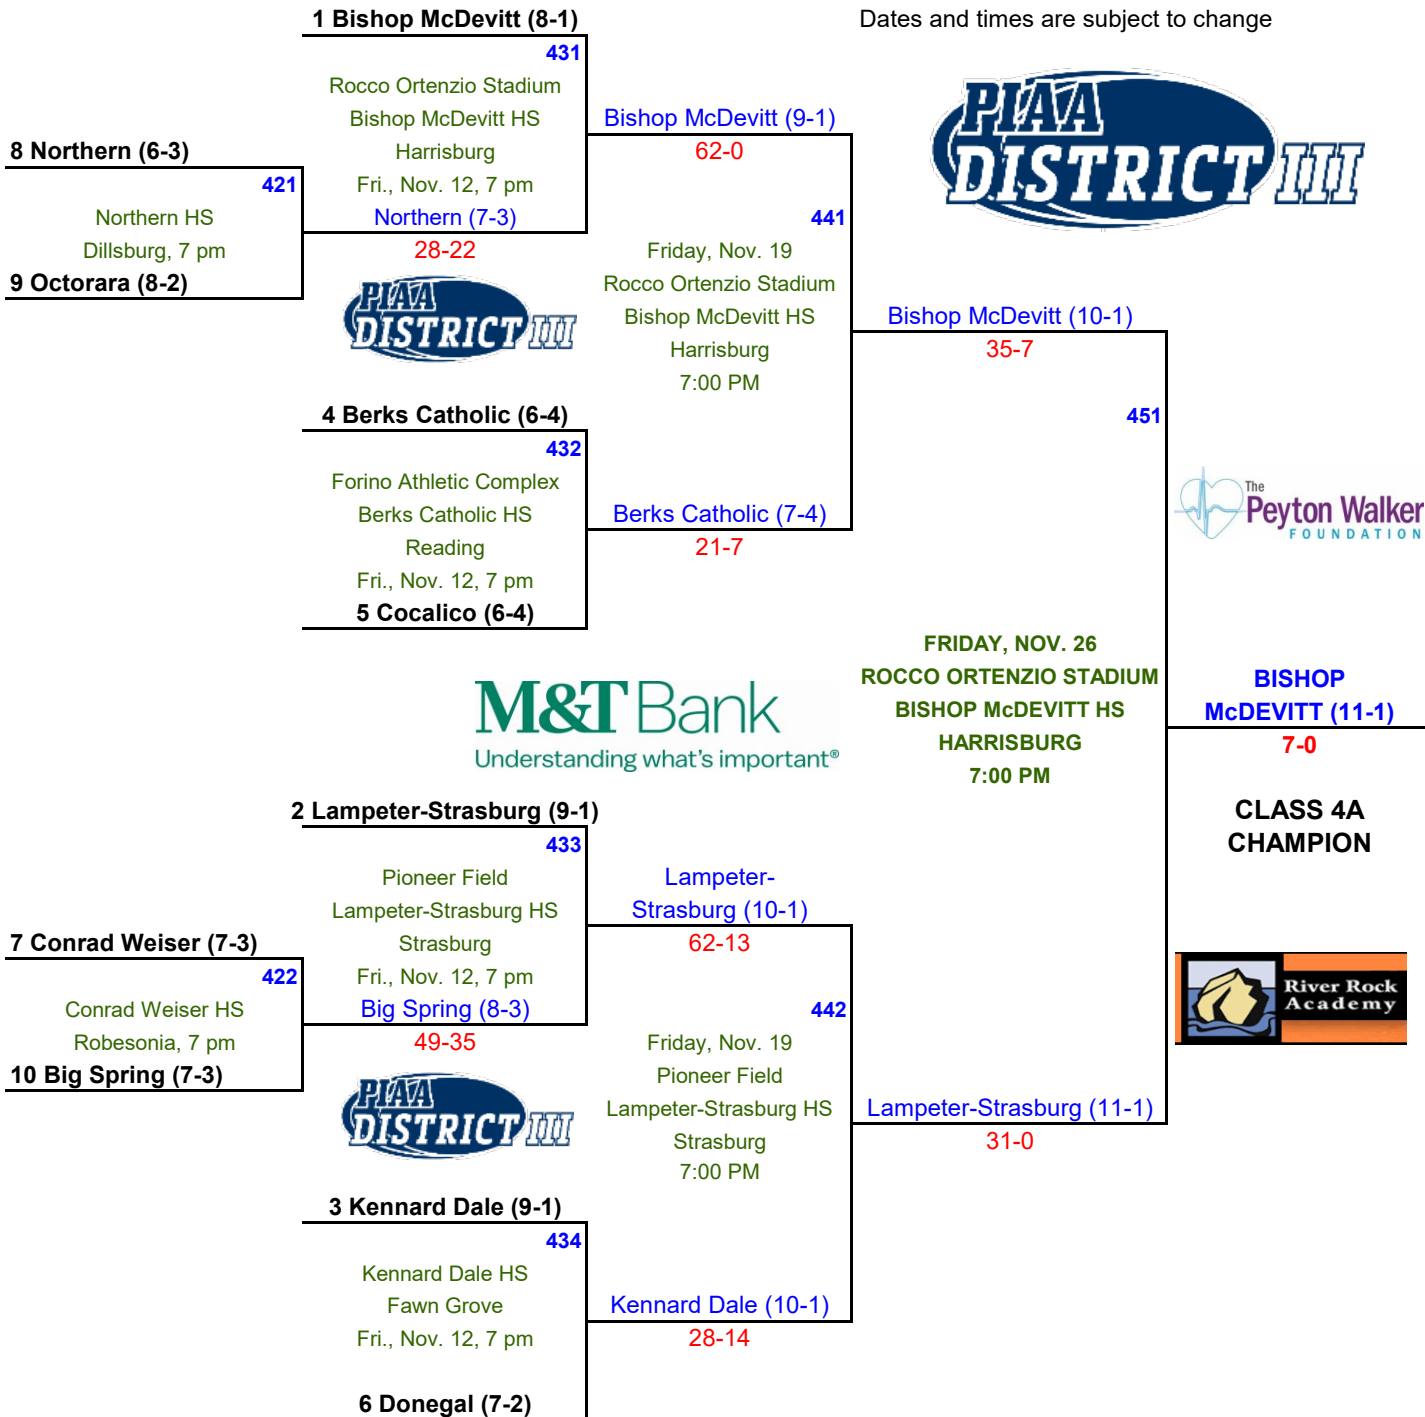 1 Bishop McDevitt (8-1)
Dates and times are subject to change
431
Rocco Ortenzio Stadium
Bishop McDevitt HS
Harrisburg
Fri., Nov. 12, 7 pm
Northern (7-3)
28-22
8 Northern (6-3)
421
Northern HS
Dillsburg, 7 pm
9 Octorara (8-2)
Bishop McDevitt (9-1)
62-0
PIAA
DISTRICT III
441
Friday, Nov. 19
Rocco Ortenzio Stadium
Bishop McDevitt HS
Harrisburg
7:00 PM
PIAA
DISTRICT III
Bishop McDevitt (10-1)
35-7
4 Berks Catholic (6-4)
432
Forino Athletic Complex
Berks Catholic HS
Reading
Fri., Nov. 12, 7 pm
5 Cocalico (6-4)
Berks Catholic (7-4)
21-7
451
The
Peyton Walker
FOUNDATION
FRIDAY, NOV. 26
ROCCO ORTENZIO STADIUM
BISHOP McDEVITT HS
HARRISBURG
7:00 PM
BISHOP
McDEVITT (11-1)
7-0
CLASS 4A
CHAMPION
M&T Bank
Understanding what's important®
2 Lampeter-Strasburg (9-1)
433
Pioneer Field
Lampeter-Strasburg HS
Strasburg
Fri., Nov. 12, 7 pm
Big Spring (8-3)
49-35
7 Conrad Weiser (7-3)
422
Conrad Weiser HS
Robesonia, 7 pm
10 Big Spring (7-3)
Lampeter-
Strasburg (10-1)
62-13
442
Friday, Nov. 19
Pioneer Field
Lampeter-Strasburg HS
Strasburg
7:00 PM
River Rock
Academy
PIAA
DISTRICT III
Lampeter-Strasburg (11-1)
31-0
3 Kennard Dale (9-1)
434
Kennard Dale HS
Fawn Grove
Fri., Nov. 12, 7 pm
6 Donegal (7-2)
Kennard Dale (10-1)
28-14